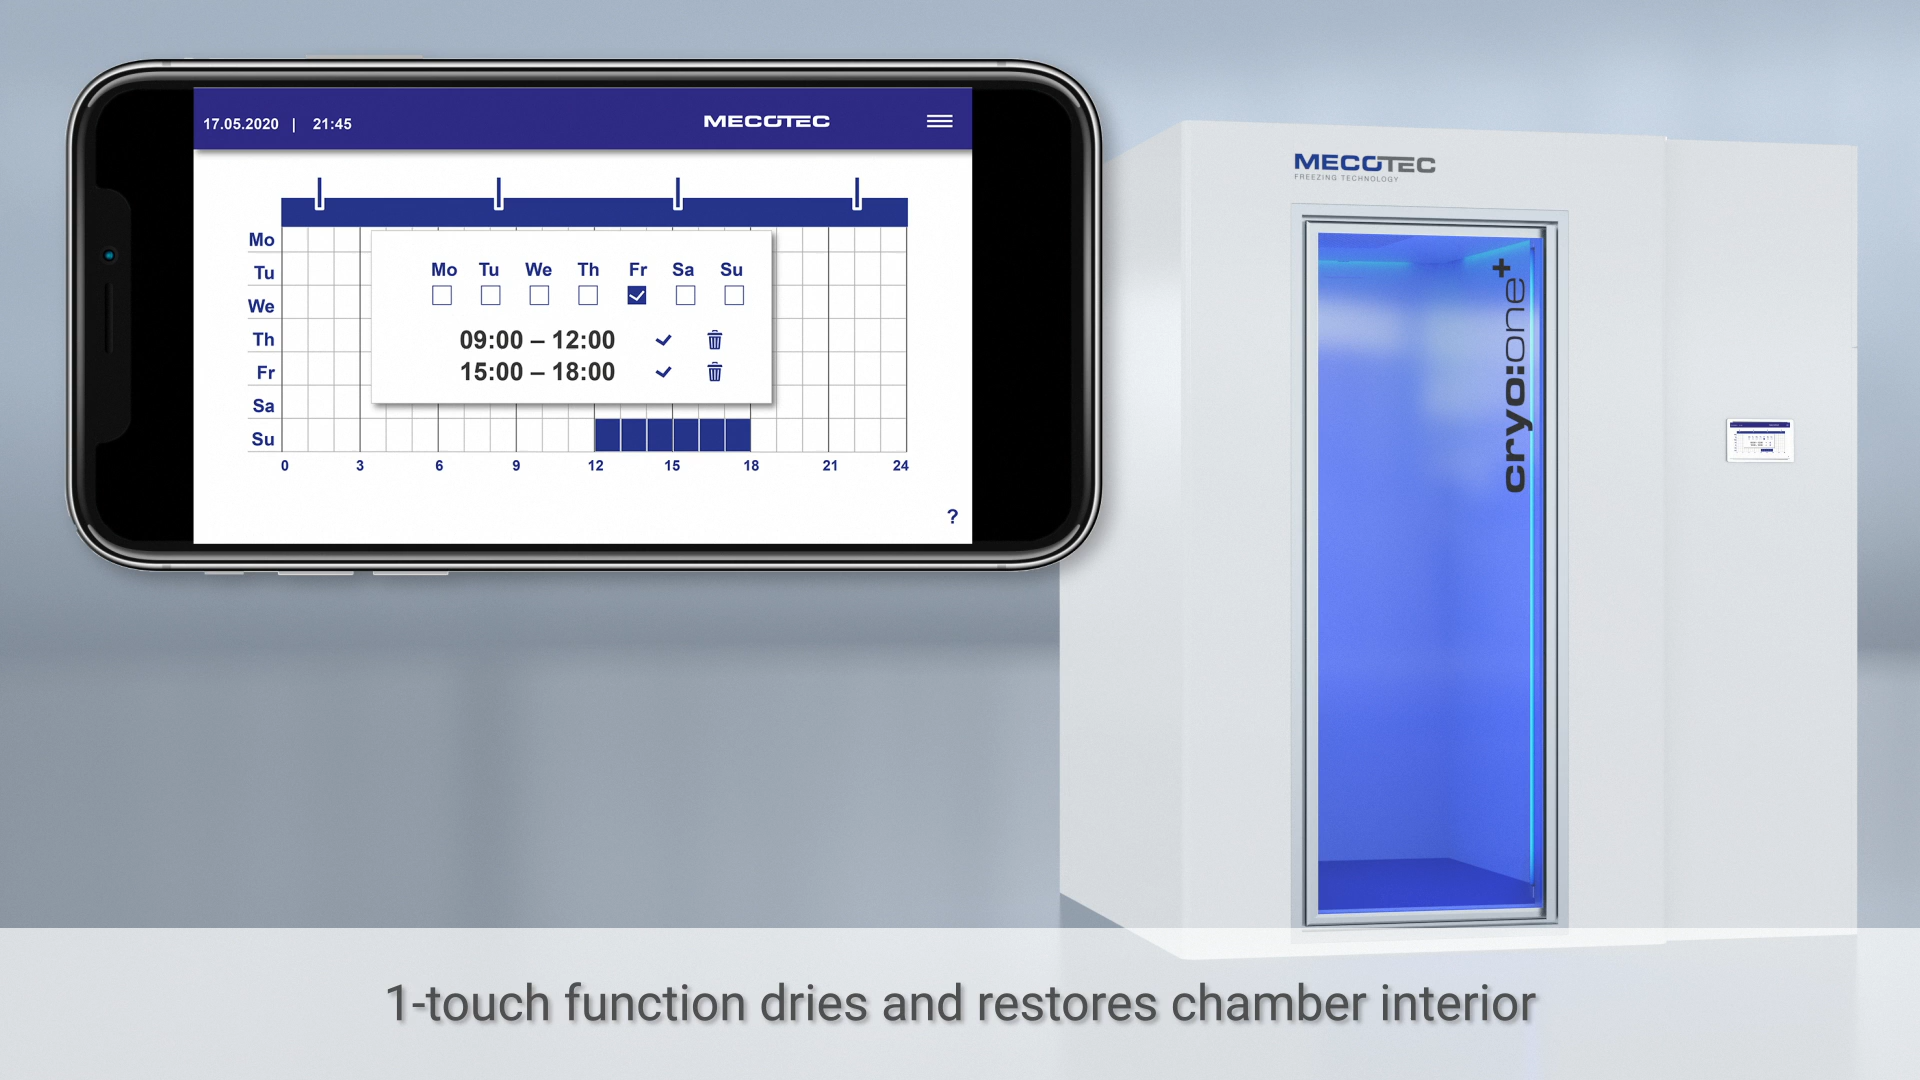 17.05.2020 | 21:45
MECOTEC
Mo
Tu
We
Th
Fr
Sa
Su
Mo Tu We Th Fr Sa Su
09:00 – 12:00
15:00 – 18:00
0 3 6 9 12 15 18 21 24
?
MECOTEC
FREEZING TECHNOLOGY
cryo:one+
1-touch function dries and restores chamber interior